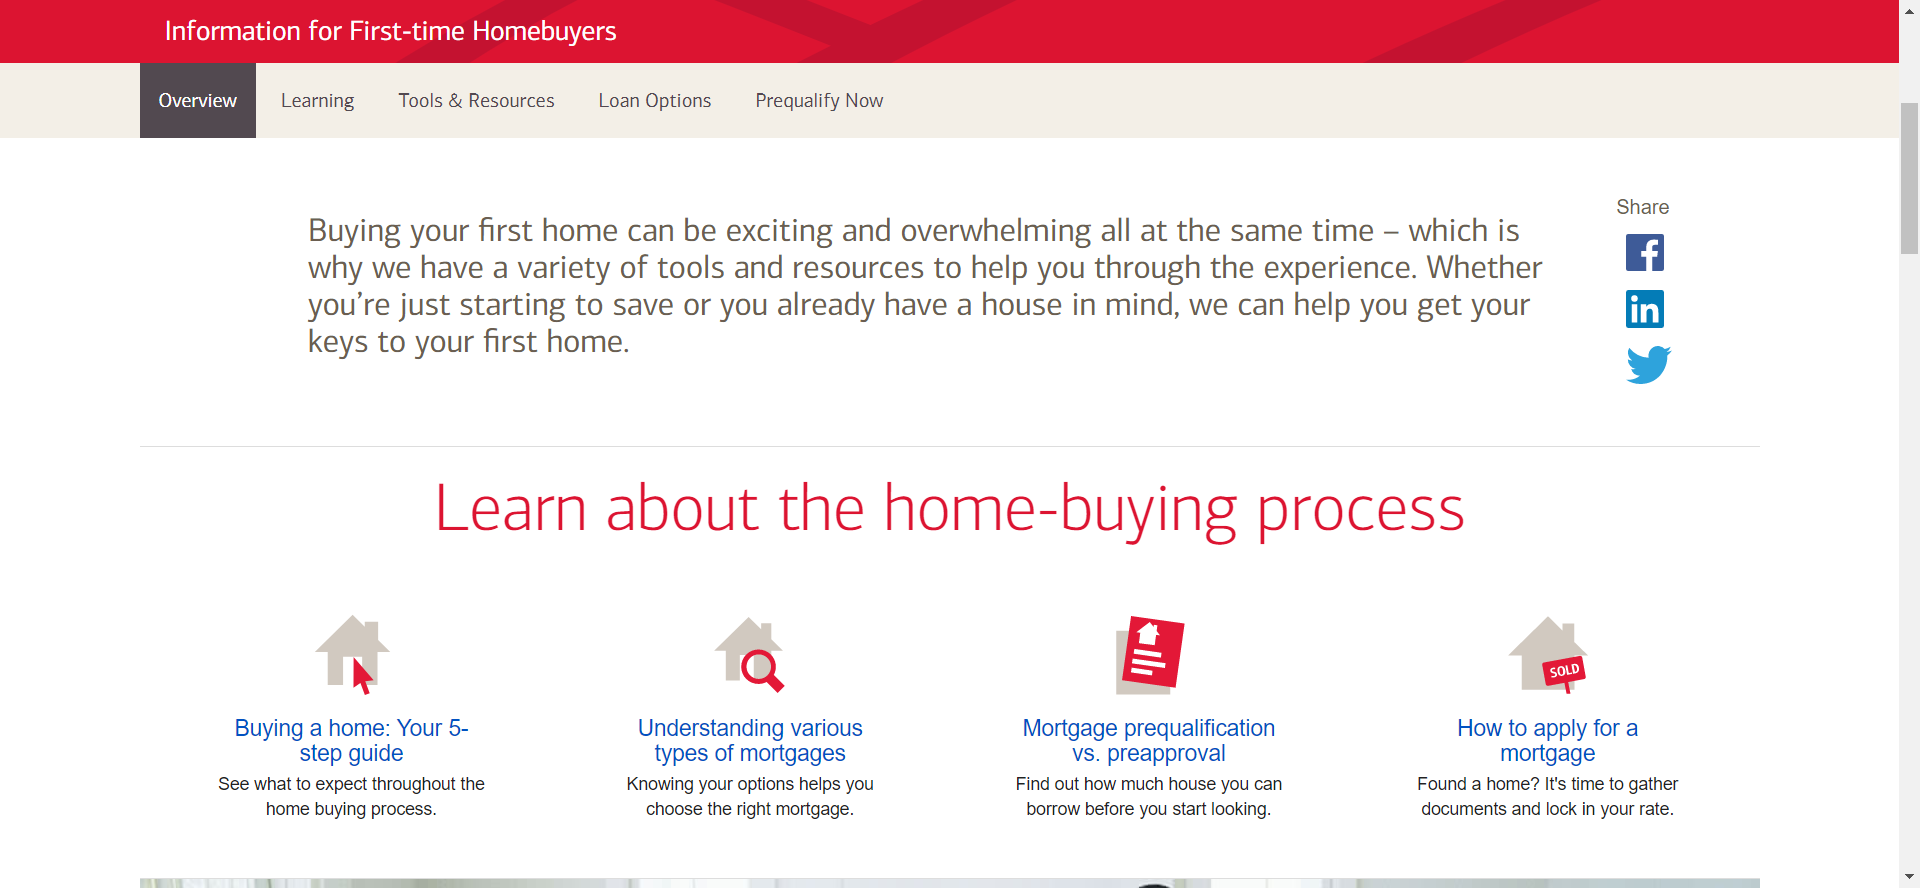 Information for First-time Homebuyers
Overview
Learning
Tools & Resources
Loan Options
Prequalify Now
Buying your first home can be exciting and overwhelming all at the same time – which is
why we have a variety of tools and resources to help you through the experience. Whether
you’re just starting to save or you already have a house in mind, we can help you get your
keys to your first home.
Share
f
in
Learn about the home-buying process
SOLD
Buying a home: Your 5-
step guide
See what to expect throughout the
home buying process.
Understanding various
types of mortgages
Knowing your options helps you
choose the right mortgage.
Mortgage prequalification
vs. preapproval
Find out how much house you can
borrow before you start looking.
How to apply for a
mortgage
Found a home? It's time to gather
documents and lock in your rate.